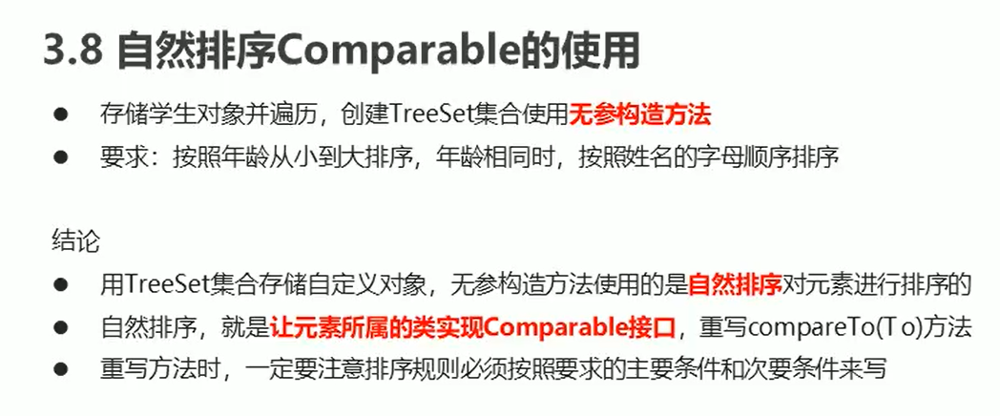 3.8 自然排序Comparable的使用
● 存储学生对象并遍历，创建TreeSet集合使用无参构造方法
● 要求：按照年龄从小到大排序，年龄相同时，按照姓名的字母顺序排序
结论
● 用TreeSet集合存储自定义对象，无参构造方法使用的是自然排序对元素进行排序的
● 自然排序，就是让元素所属的类实现Comparable接口，重写compareTo(T o)方法
● 重写方法时，一定要注意排序规则必须按照要求的主要条件和次要条件来写